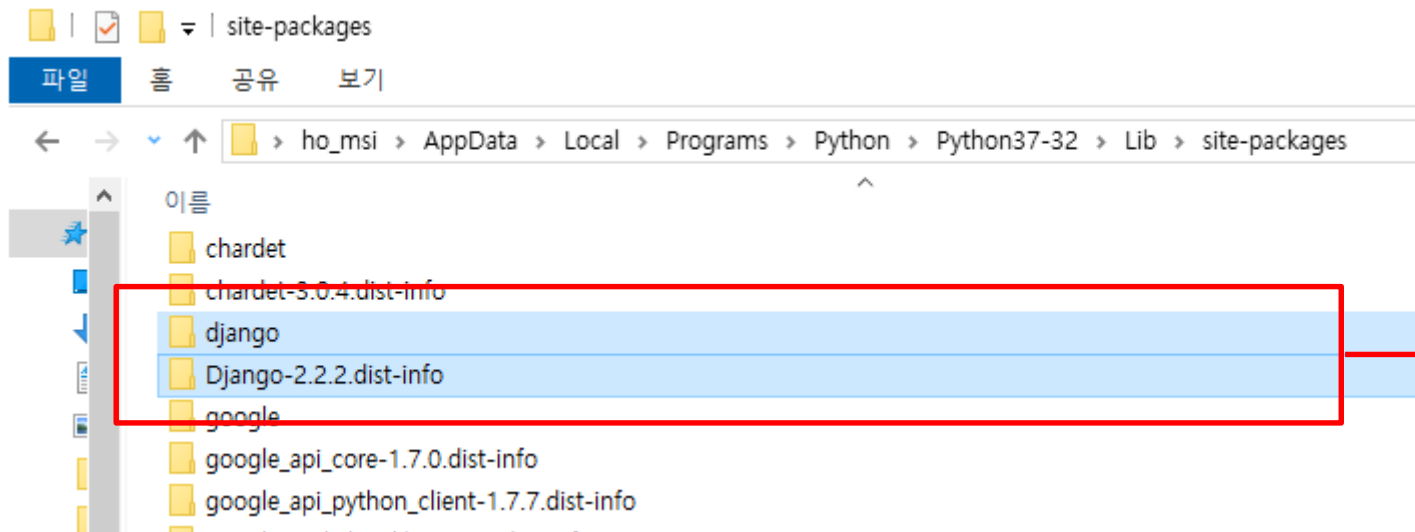 site-packages
파일 홈 공유 보기
ho_msi > AppData > Local > Programs > Python > Python37-32 > Lib > site-packages
이름
chardet
chardet-3.0.4.dist-info
django
Django-2.2.2.dist-info
google
google_api_core-1.7.0.dist-info
google_api_python_client-1.7.7.dist-info